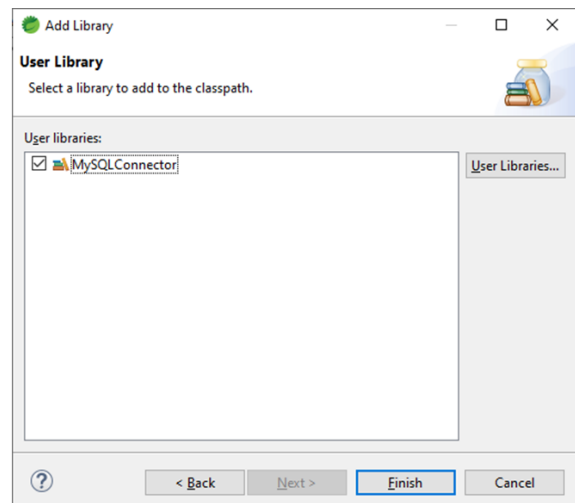 Add Library
User Library
Select a library to add to the classpath.
User libraries:
MySQLConnector
User Libraries...
?
< Back
Next >
Finish
Cancel